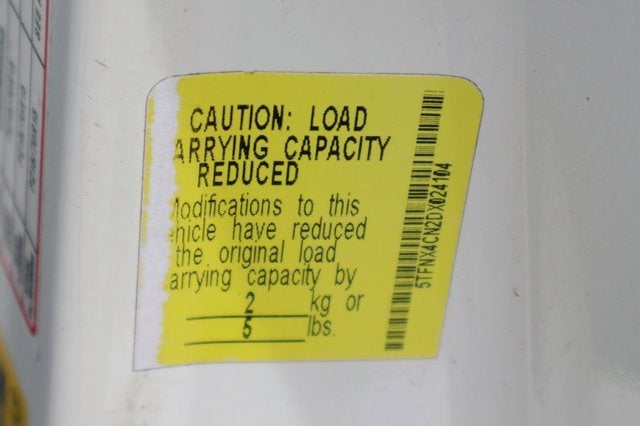 CAUTION: LOAD
ARRYING CAPACITY
REDUCED
Modifications to this
hicle have reduced
the original load
arrying capacity by
2 kg or
5 lbs.
5TFNX4CN2DX024104
SEE